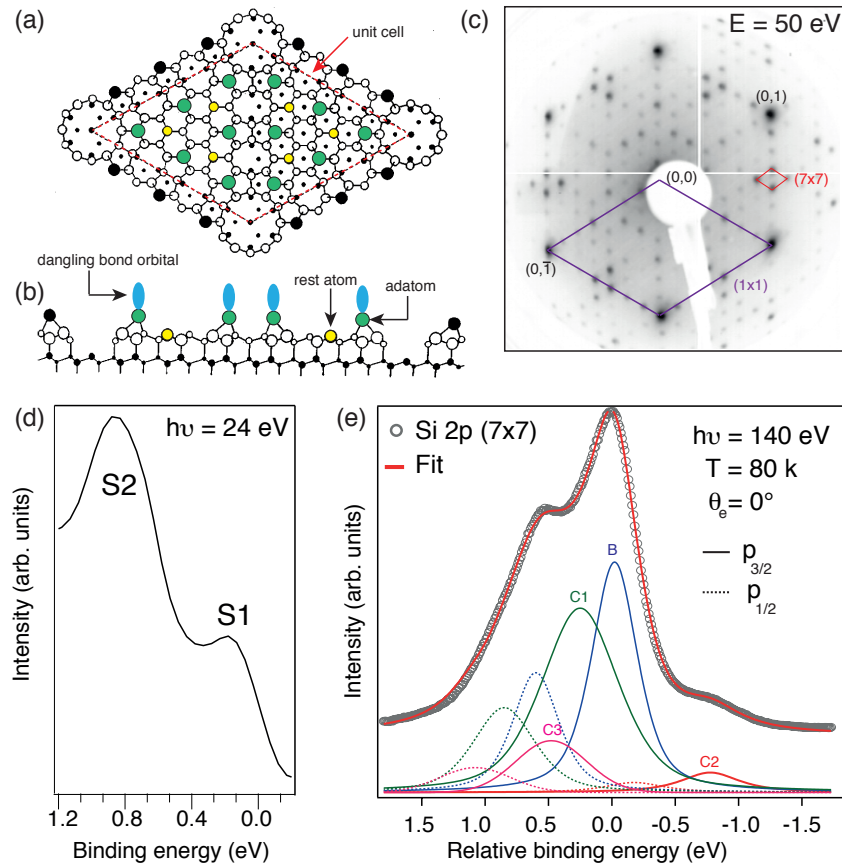 (a)
unit cell
dangling bond orbital
(b)
rest atom
adatom
(c)
E = 50 eV
(0,1)
(0,0)
(7x7)
(0,1̅)
(1x1)
(d)
hυ = 24 eV
S2
S1
Intensity (arb. units)
1.2 0.8 0.4 0.0
Binding energy (eV)
(e)
Si 2p (7x7)
Fit
hυ = 140 eV
T = 80 k
θe= 0°
p3/2
p1/2
B
C1
C3
C2
Intensity (arb. units)
1.5 1.0 0.5 0.0 -0.5 -1.0 -1.5
Relative binding energy (eV)